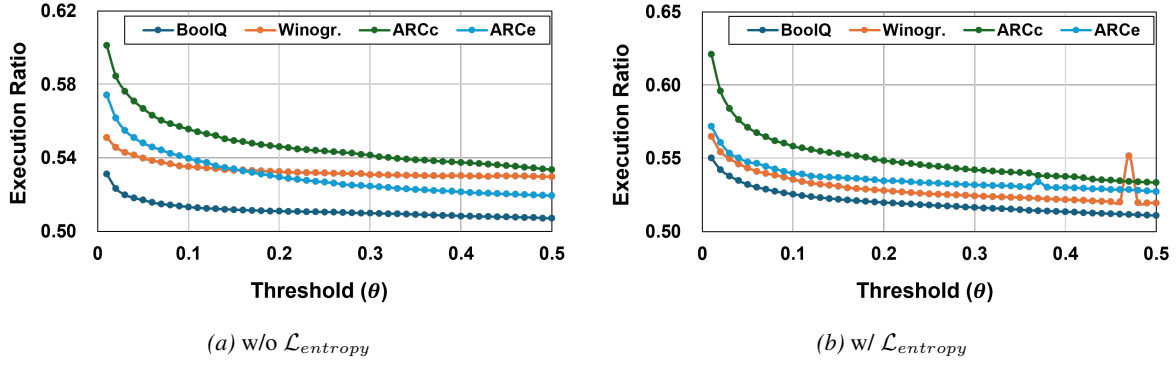 0.62
0.58
0.54
0.50
Execution Ratio
BoolQ Winogr. ARCc ARCe
0 0.1 0.2 0.3 0.4 0.5
Threshold (θ)
(a) w/o ℒentropy
0.65
0.60
0.55
0.50
Execution Ratio
BoolQ Winogr. ARCc ARCe
0 0.1 0.2 0.3 0.4 0.5
Threshold (θ)
(b) w/ ℒentropy